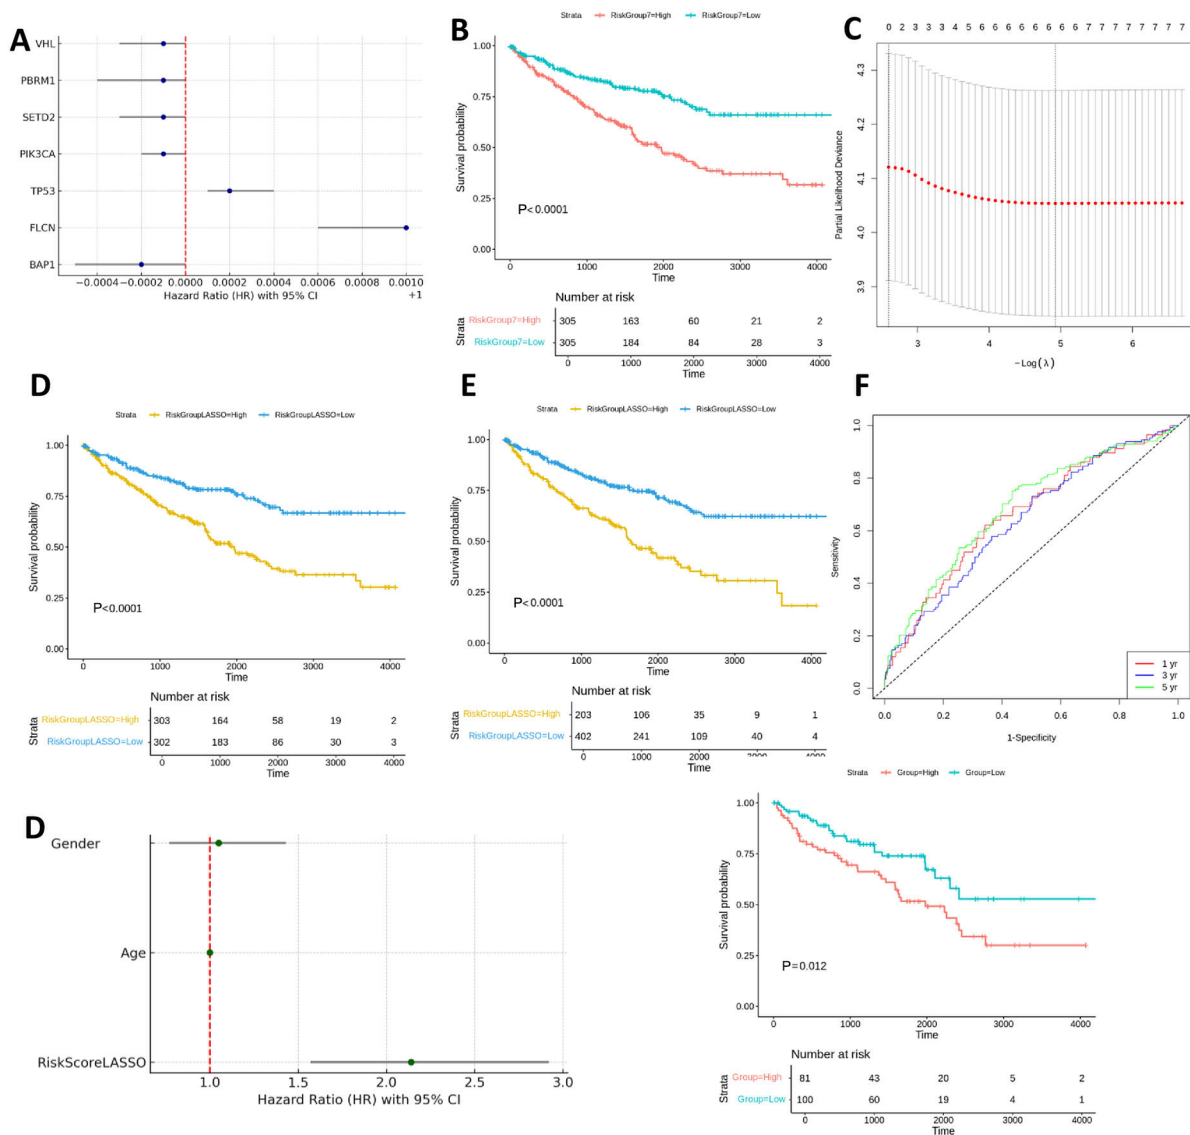 A
VHL
PBRM1
SETD2
PIK3CA
TP53
FLCN
BAP1
−0.0004 −0.0002 0.0000 0.0002 0.0004 0.0006 0.0008 0.0010
+1
Hazard Ratio (HR) with 95% CI
B
Strata RiskGroup7=High RiskGroup7=Low
Survival probability
1.00
0.75
0.50
0.25
0.00
P<0.0001
0 1000 2000 3000 4000
Time
Number at risk
Strata
RiskGroup7=High 305 163 60 21 2
RiskGroup7=Low 305 184 84 28 3
0 1000 2000 3000 4000
Time
C
0 2 2 3 3 4 5 6 6 6 6 6 6 6 6 6 6 7 7 7 7 7 7
Partial Likelihood Deviance
4.3
4.2
4.1
4.0
3.9
3 4 5 6
−Log(λ)
D
Strata RiskGroupLASSO=High RiskGroupLASSO=Low
Survival probability
1.00
0.75
0.50
0.25
0.00
P<0.0001
0 1000 2000 3000 4000
Time
Number at risk
Strata
RiskGroupLASSO=High 303 164 58 19 2
RiskGroupLASSO=Low 302 183 86 30 3
0 1000 2000 3000 4000
Time
E
Strata RiskGroupLASSO=High RiskGroupLASSO=Low
Survival probability
1.00
0.75
0.50
0.25
0.00
P<0.0001
0 1000 2000 3000 4000
Time
Number at risk
Strata
RiskGroupLASSO=High 203 106 35 9 1
RiskGroupLASSO=Low 402 241 109 40 4
0 1000 2000 3000 4000
Time
F
Sensitivity
1.0
0.8
0.6
0.4
0.2
0.0
1 yr
3 yr
5 yr
0.0 0.2 0.4 0.6 0.8 1.0
1-Specificity
D
Gender
Age
RiskScoreLASSO
1.0 1.5 2.0 2.5 3.0
Hazard Ratio (HR) with 95% CI
Strata Group=High Group=Low
Survival probability
1.00
0.75
0.50
0.25
0.00
P=0.012
0 1000 2000 3000 4000
Time
Number at risk
Strata
Group=High 81 43 20 5 2
Group=Low 100 60 19 4 1
0 1000 2000 3000 4000
Time